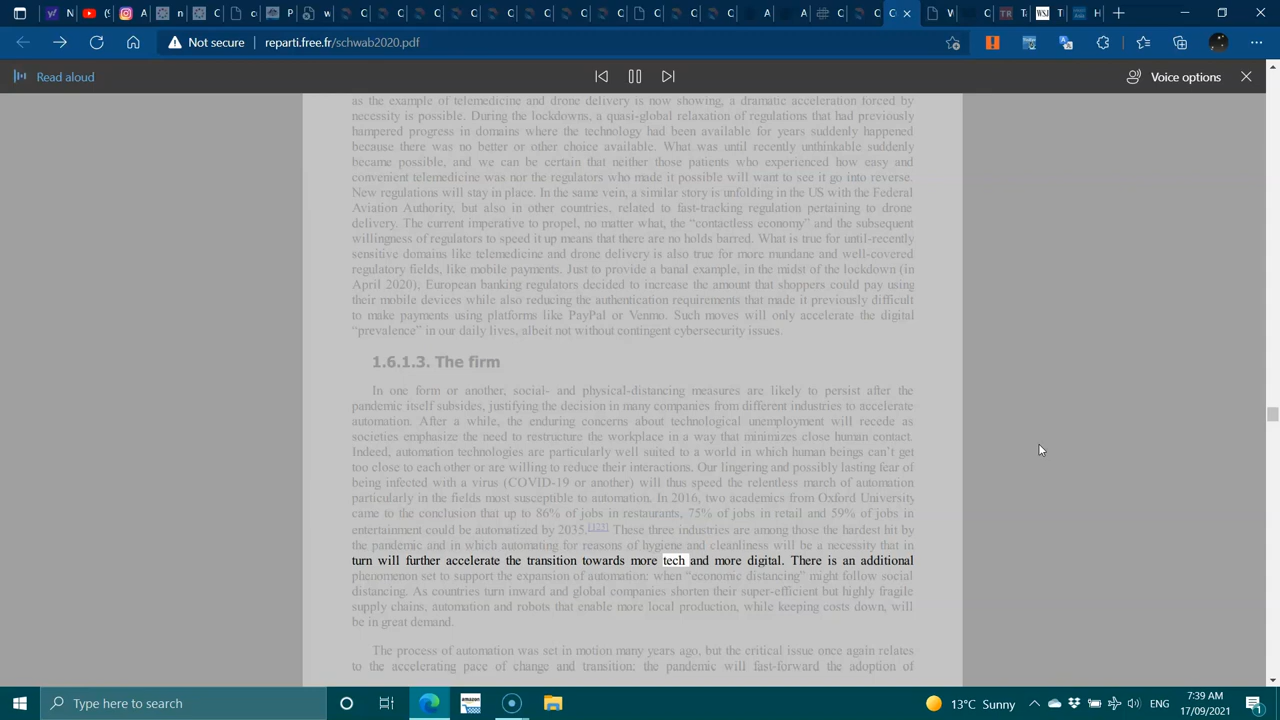 N
N
(
n
C
c
P
w
C
C
C
C
C
C
C
C
C
C
A
A
C
C
C
W
C
TR
T
WSJ
T
H
Not secure
reparti.free.fr/schwab2020.pdf
Read aloud
Voice options
as the example of telemedicine and drone delivery is now showing, a dramatic acceleration forced by
necessity is possible. During the lockdowns, a quasi-global relaxation of regulations that had previously
hampered progress in domains where the technology had been available for years suddenly happened
because there was no better or other choice available. What was until recently unthinkable suddenly
became possible, and we can be certain that neither those patients who experienced how easy and
convenient telemedicine was nor the regulators who made it possible will want to see it go into reverse.
New regulations will stay in place. In the same vein, a similar story is unfolding in the US with the Federal
Aviation Authority, but also in other countries, related to fast-tracking regulation pertaining to drone
delivery. The current imperative to propel, no matter what, the “contactless economy” and the subsequent
willingness of regulators to speed it up means that there are no holds barred. What is true for until-recently
sensitive domains like telemedicine and drone delivery is also true for more mundane and well-covered
regulatory fields, like mobile payments. Just to provide a banal example, in the midst of the lockdown (in
April 2020), European banking regulators decided to increase the amount that shoppers could pay using
their mobile devices while also reducing the authentication requirements that made it previously difficult
to make payments using platforms like PayPal or Venmo. Such moves will only accelerate the digital
“prevalence” in our daily lives, albeit not without contingent cybersecurity issues.
1.6.1.3. The firm
In one form or another, social- and physical-distancing measures are likely to persist after the
pandemic itself subsides, justifying the decision in many companies from different industries to accelerate
automation. After a while, the enduring concerns about technological unemployment will recede as
societies emphasize the need to restructure the workplace in a way that minimizes close human contact.
Indeed, automation technologies are particularly well suited to a world in which human beings can’t get
too close to each other or are willing to reduce their interactions. Our lingering and possibly lasting fear of
being infected with a virus (COVID-19 or another) will thus speed the relentless march of automation
particularly in the fields most susceptible to automation. In 2016, two academics from Oxford University
came to the conclusion that up to 86% of jobs in restaurants, 75% of jobs in retail and 59% of jobs in
entertainment could be automatized by 2035.[123] These three industries are among those the hardest hit by
the pandemic and in which automating for reasons of hygiene and cleanliness will be a necessity that in
turn will further accelerate the transition towards more tech and more digital. There is an additional
phenomenon set to support the expansion of automation: when “economic distancing” might follow social
distancing. As countries turn inward and global companies shorten their super-efficient but highly fragile
supply chains, automation and robots that enable more local production, while keeping costs down, will
be in great demand.
The process of automation was set in motion many years ago, but the critical issue once again relates
to the accelerating pace of change and transition: the pandemic will fast-forward the adoption of
Type here to search
amazon
13°C Sunny
ENG
7:39 AM
17/09/2021